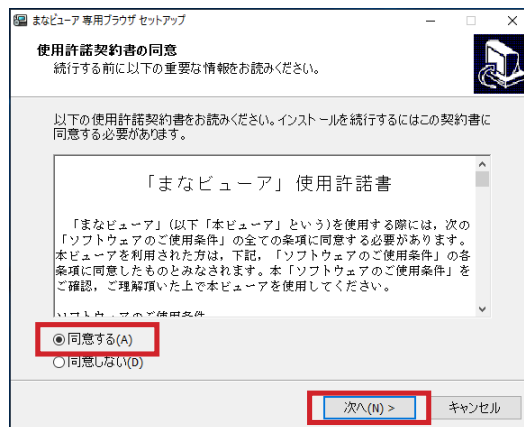 まなビューア 専用ブラウザ セットアップ
使用許諾契約書の同意
続行する前に以下の重要な情報をお読みください。
以下の使用許諾契約書をお読みください。インストールを続行するにはこの契約書に
同意する必要があります。
「まなビューア」使用許諾書
「まなビューア」(以下「本ビューア」という)を使用する際には，次の
「ソフトウェアのご使用条件」の全ての条項に同意する必要があります。
本ビューアを利用された方は，下記，「ソフトウェアのご使用条件」の各
条項に同意したものとみなされます。本「ソフトウェアのご使用条件」を
ご確認，ご理解頂いた上で本ビューアを使用してください。
ソフトウェアのご使用条件
同意する(A)
同意しない(D)
次へ(N) >
キャンセル